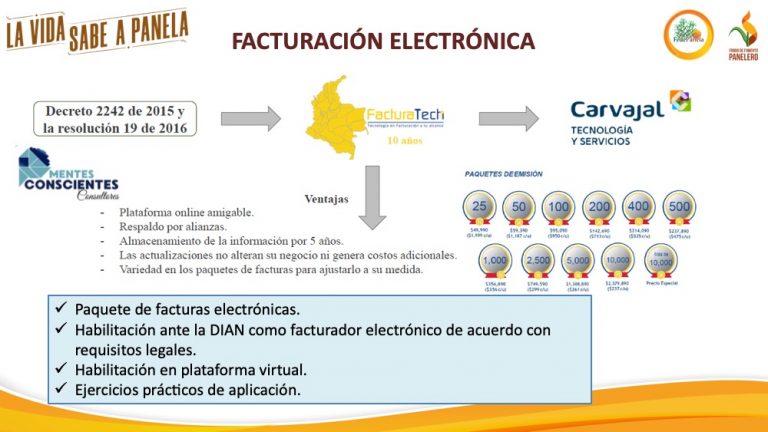 LA VIDA
SABE A PANELA
FACTURACIÓN ELECTRÓNICA
FedePanela
FONDO DE FOMENTO
PANELERO
Decreto 2242 de 2015 y
la resolución 19 de 2016
FacturaTech
Tecnología en Facturación a tu alcance
10 años
Carvajal
TECNOLOGÍA
Y SERVICIOS
MENTES
CONSCIENTES
Consultores
Ventajas
- Plataforma online amigable.
- Respaldo por alianzas.
- Almacenamiento de la información por 5 años.
- Las actualizaciones no alteran su negocio ni genera costos adicionales.
- Variedad en los paquetes de facturas para ajustarlo a su medida.
PAQUETES DEEMISIÓN
25 50 100 200 400 500
$49,990 $59,390 $95,090 $142,690 $214,090 $237,890
($1,187 c/u) ($950 c/u) ($713 c/u) ($535 c/u) ($475 c/u)
1,000 2,500 5,000 10,000 10,000
$356,890 $749,590 $1,308,890 $2,379,890 Precio Especial
($356 c/u) ($299 c/u) ($261 c/u) ($237 c/u)
✓ Paquete de facturas electrónicas.
✓ Habilitación ante la DIAN como facturador electrónico de acuerdo con
requisitos legales.
✓ Habilitación en plataforma virtual.
✓ Ejercicios prácticos de aplicación.